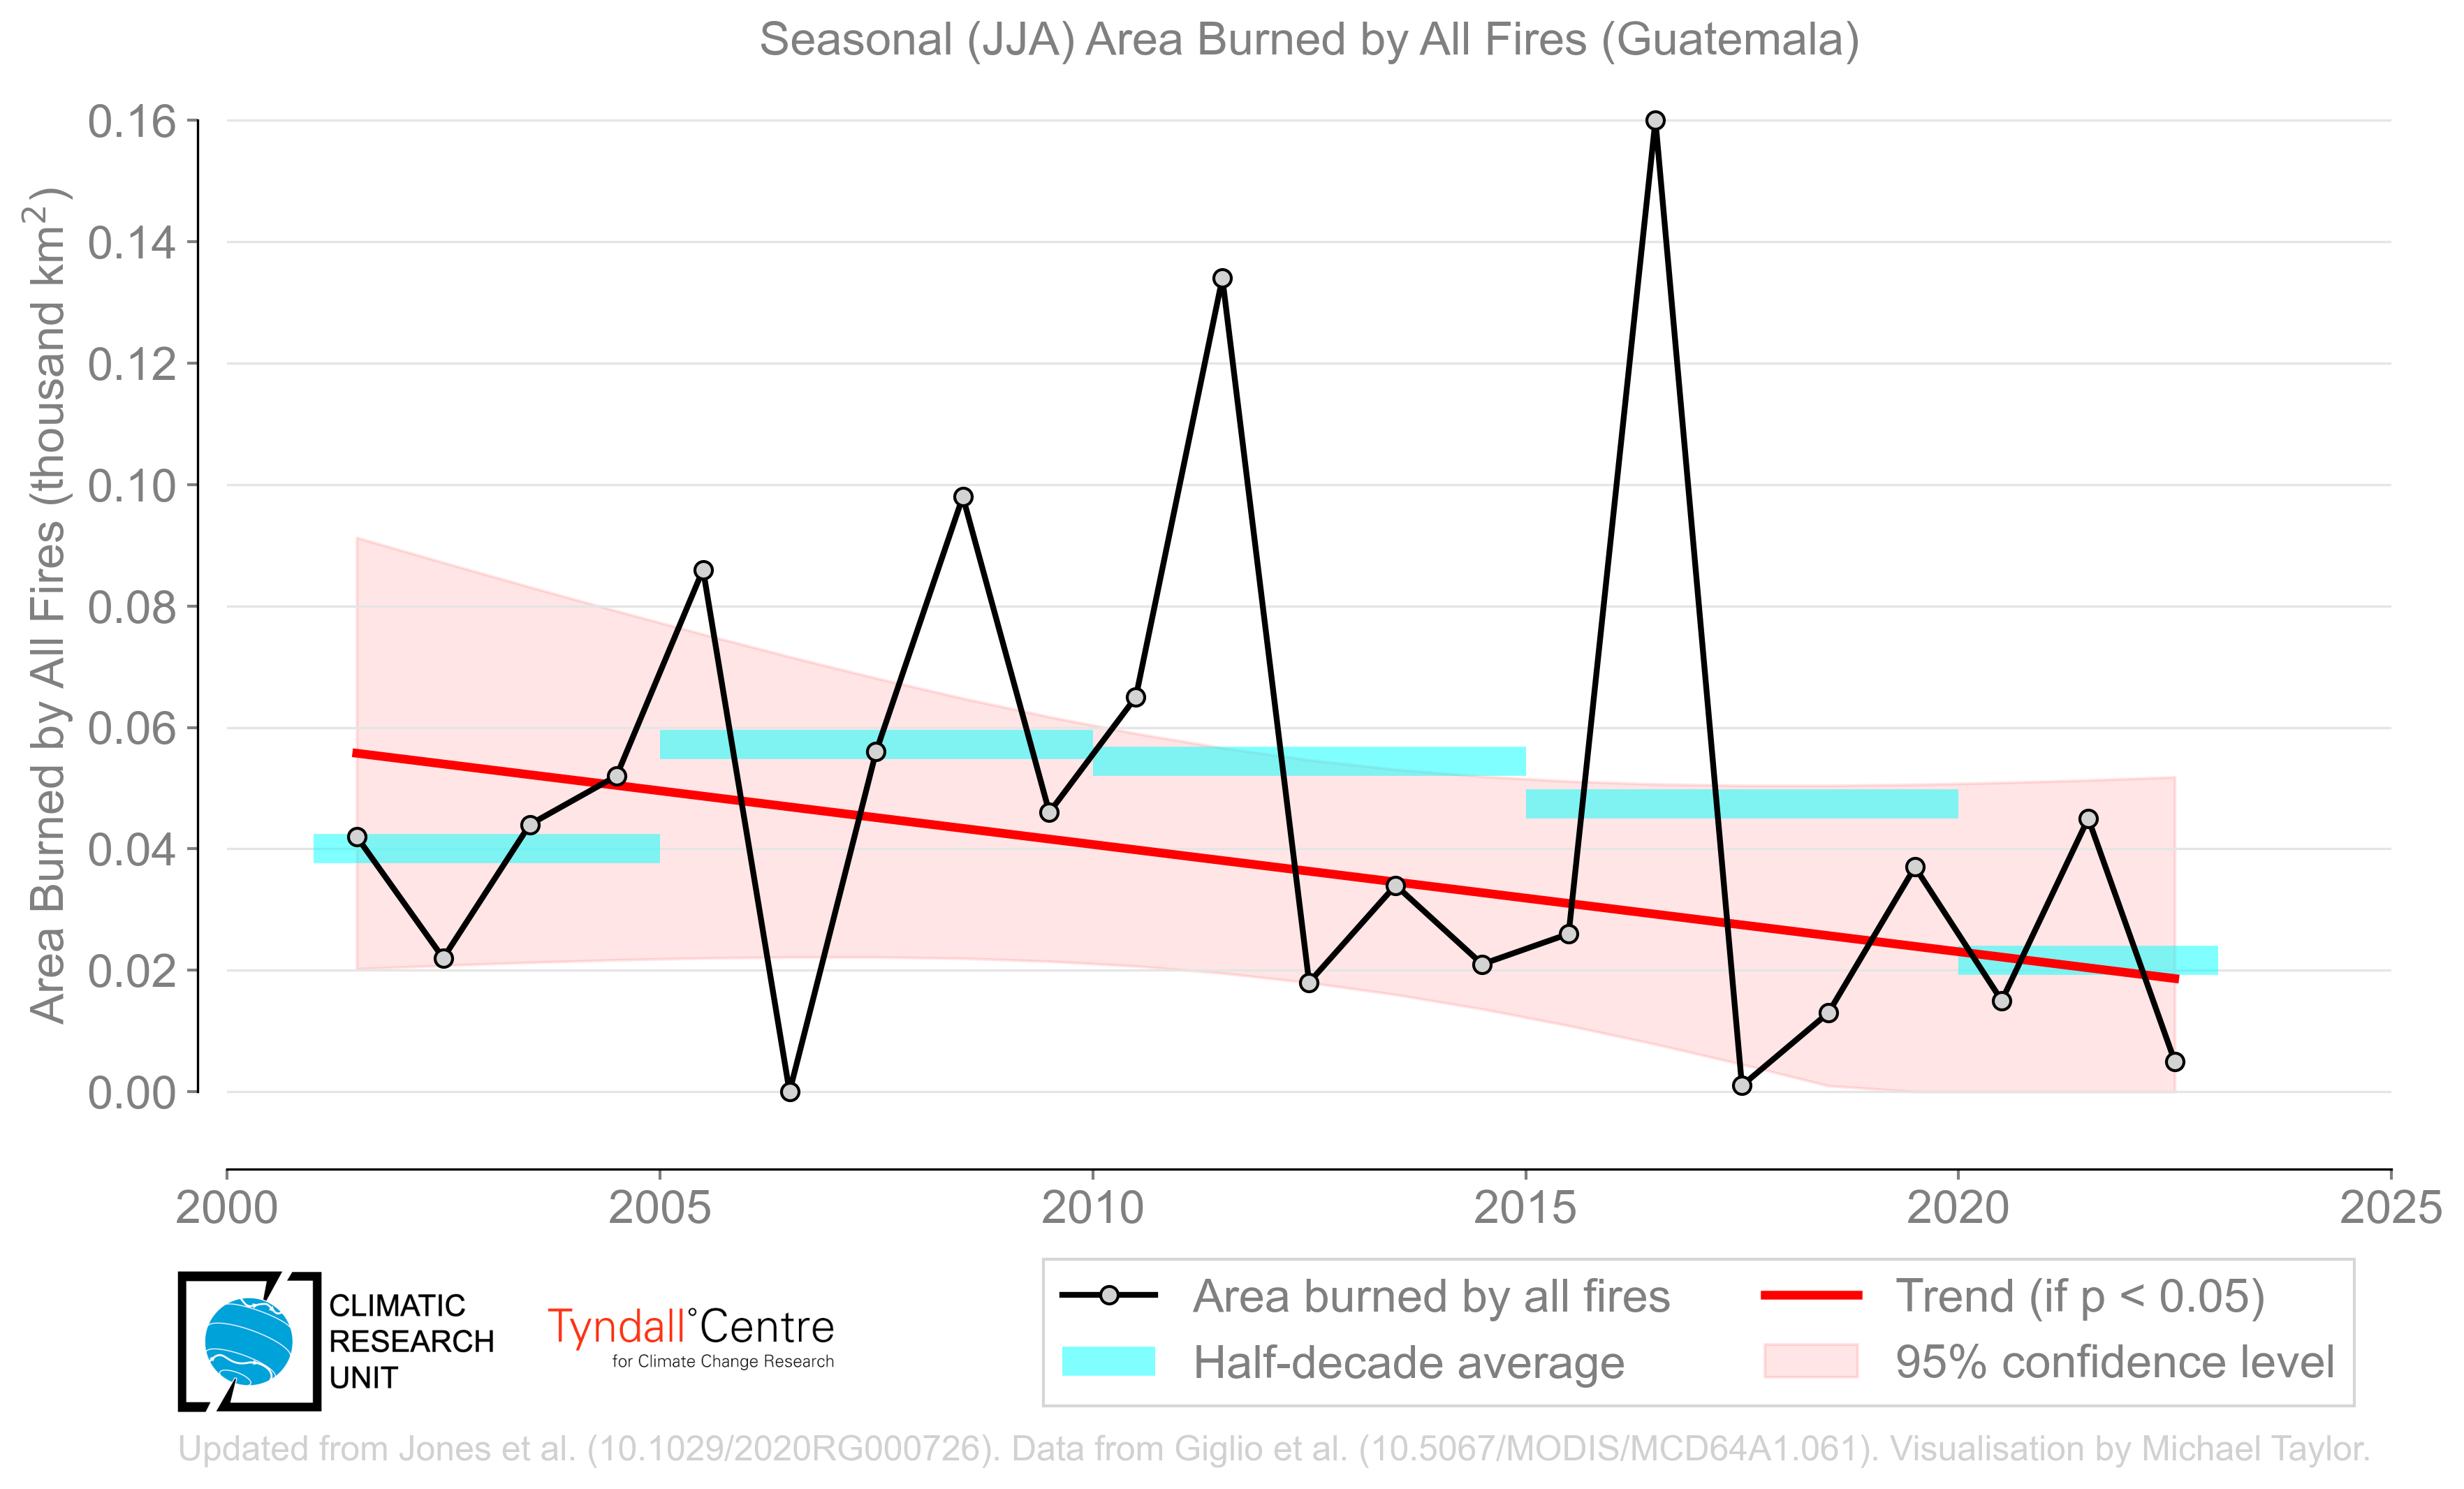 Seasonal (JJA) Area Burned by All Fires (Guatemala)
Area Burned by All Fires (thousand km²)
0.16
0.14
0.12
0.10
0.08
0.06
0.04
0.02
0.00
2000 2005 2010 2015 2020 2025
CLIMATIC
RESEARCH
UNIT
Tyndall°Centre
for Climate Change Research
Area burned by all fires
Half-decade average
Trend (if p < 0.05)
95% confidence level
Updated from Jones et al. (10.1029/2020RG000726). Data from Giglio et al. (10.5067/MODIS/MCD64A1.061). Visualisation by Michael Taylor.